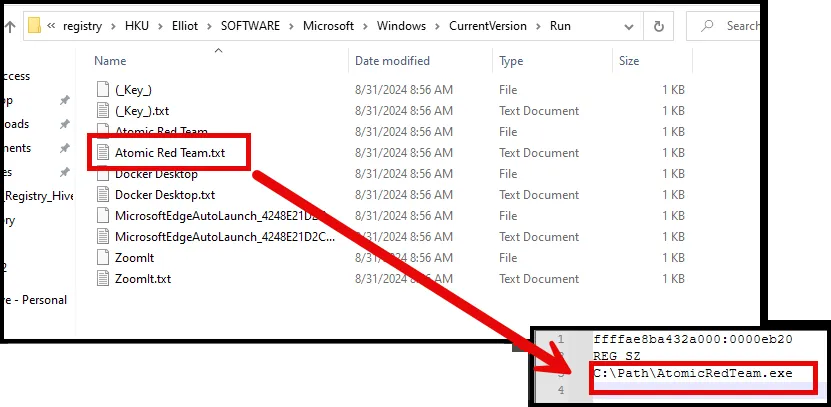 « registry > HKU > Elliot > SOFTWARE > Microsoft > Windows > CurrentVersion > Run
Search
Name Date modified Type Size
ccess
op
loads
ments
es
_Registry_Hive
ory
2
ive - Personal
(_Key_) 8/31/2024 8:56 AM File 1 KB
(_Key_).txt 8/31/2024 8:56 AM Text Document 1 KB
Atomic Red Team 8/31/2024 8:56 AM File 1 KB
Atomic Red Team.txt 8/31/2024 8:56 AM Text Document 1 KB
Docker Desktop 8/31/2024 8:56 AM File 1 KB
Docker Desktop.txt 8/31/2024 8:56 AM Text Document 1 KB
MicrosoftEdgeAutoLaunch_4248E21D2C... 8/31/2024 8:56 AM File 1 KB
MicrosoftEdgeAutoLaunch_4248E21D2C... 8/31/2024 8:56 AM Text Document 1 KB
ZoomIt 8/31/2024 8:56 AM File 1 KB
ZoomIt.txt 8/31/2024 8:56 AM Text Document 1 KB
1 ffffae8ba432a000:0000eb20
2 REG_SZ
3 C:\Path\AtomicRedTeam.exe
4